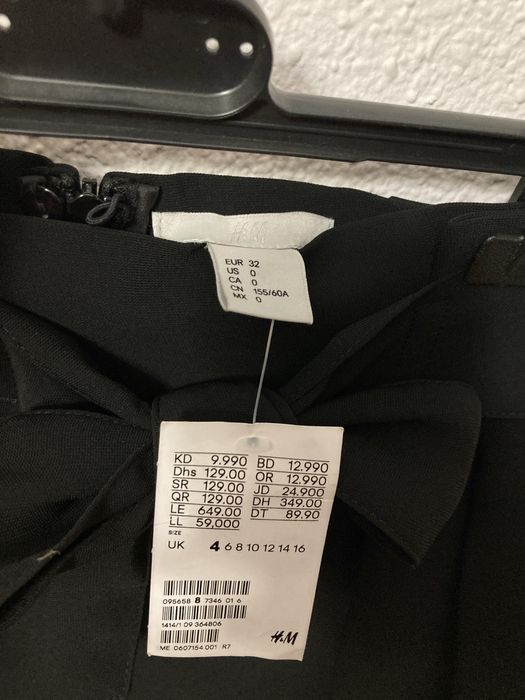 H&M
EUR 32
US 0
CA 0
CN 155/60A
MX 0
KD 9.990 BD 12.990
Dhs 129.00 OR 12.990
SR 129.00 JD 24.900
QR 129.00 DH 349.00
LE 649.00 DT 89.90
LL 59,000
SIZE
UK 4 6 8 10 12 14 16
095658 8 7346 01 6
1414/1 09 364806
ME 0607154 001 R7
H&M